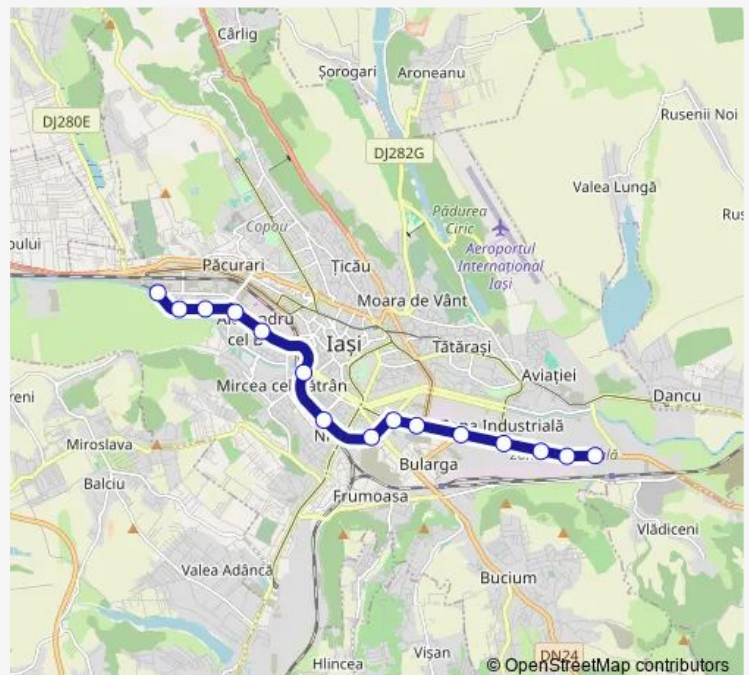 Cârlig
Șorogari
Aroneanu
DJ280E
Rusenii Noi
DJ282G
Valea Lungă
Pădurea
Ciric
Copou
Aeroportul
Internațional
Iași
Păcurari
Țicău
Moara de Vânt
cel
Iași
Tătărași
Aviației
Mircea cel
Dancu
Industrială
Miroslava
Bularga
Balciu
Frumoasa
Vlădiceni
Valea Adâncă
Bucium
Vișan
Hlincea
DN24
© OpenStreetMap contributors